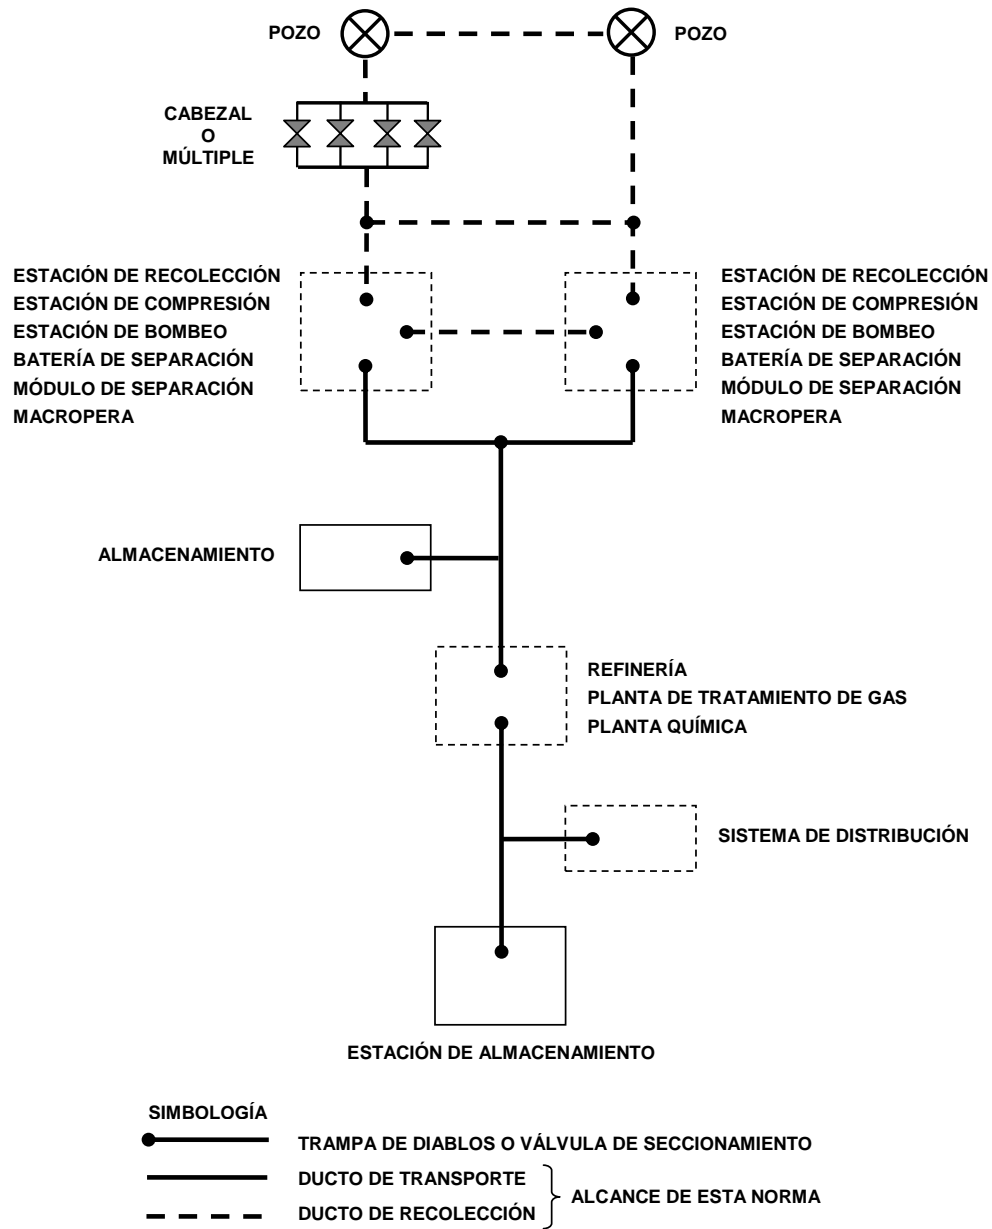 POZO
POZO
CABEZAL
O
MÚLTIPLE
ESTACIÓN DE RECOLECCIÓN
ESTACIÓN DE COMPRESIÓN
ESTACIÓN DE BOMBEO
BATERÍA DE SEPARACIÓN
MÓDULO DE SEPARACIÓN
MACROPERA
ESTACIÓN DE RECOLECCIÓN
ESTACIÓN DE COMPRESIÓN
ESTACIÓN DE BOMBEO
BATERÍA DE SEPARACIÓN
MÓDULO DE SEPARACIÓN
MACROPERA
ALMACENAMIENTO
REFINERÍA
PLANTA DE TRATAMIENTO DE GAS
PLANTA QUÍMICA
SISTEMA DE DISTRIBUCIÓN
ESTACIÓN DE ALMACENAMIENTO
SIMBOLOGÍA
TRAMPA DE DIABLOS O VÁLVULA DE SECCIONAMIENTO
DUCTO DE TRANSPORTE
ALCANCE DE ESTA NORMA
DUCTO DE RECOLECCIÓN